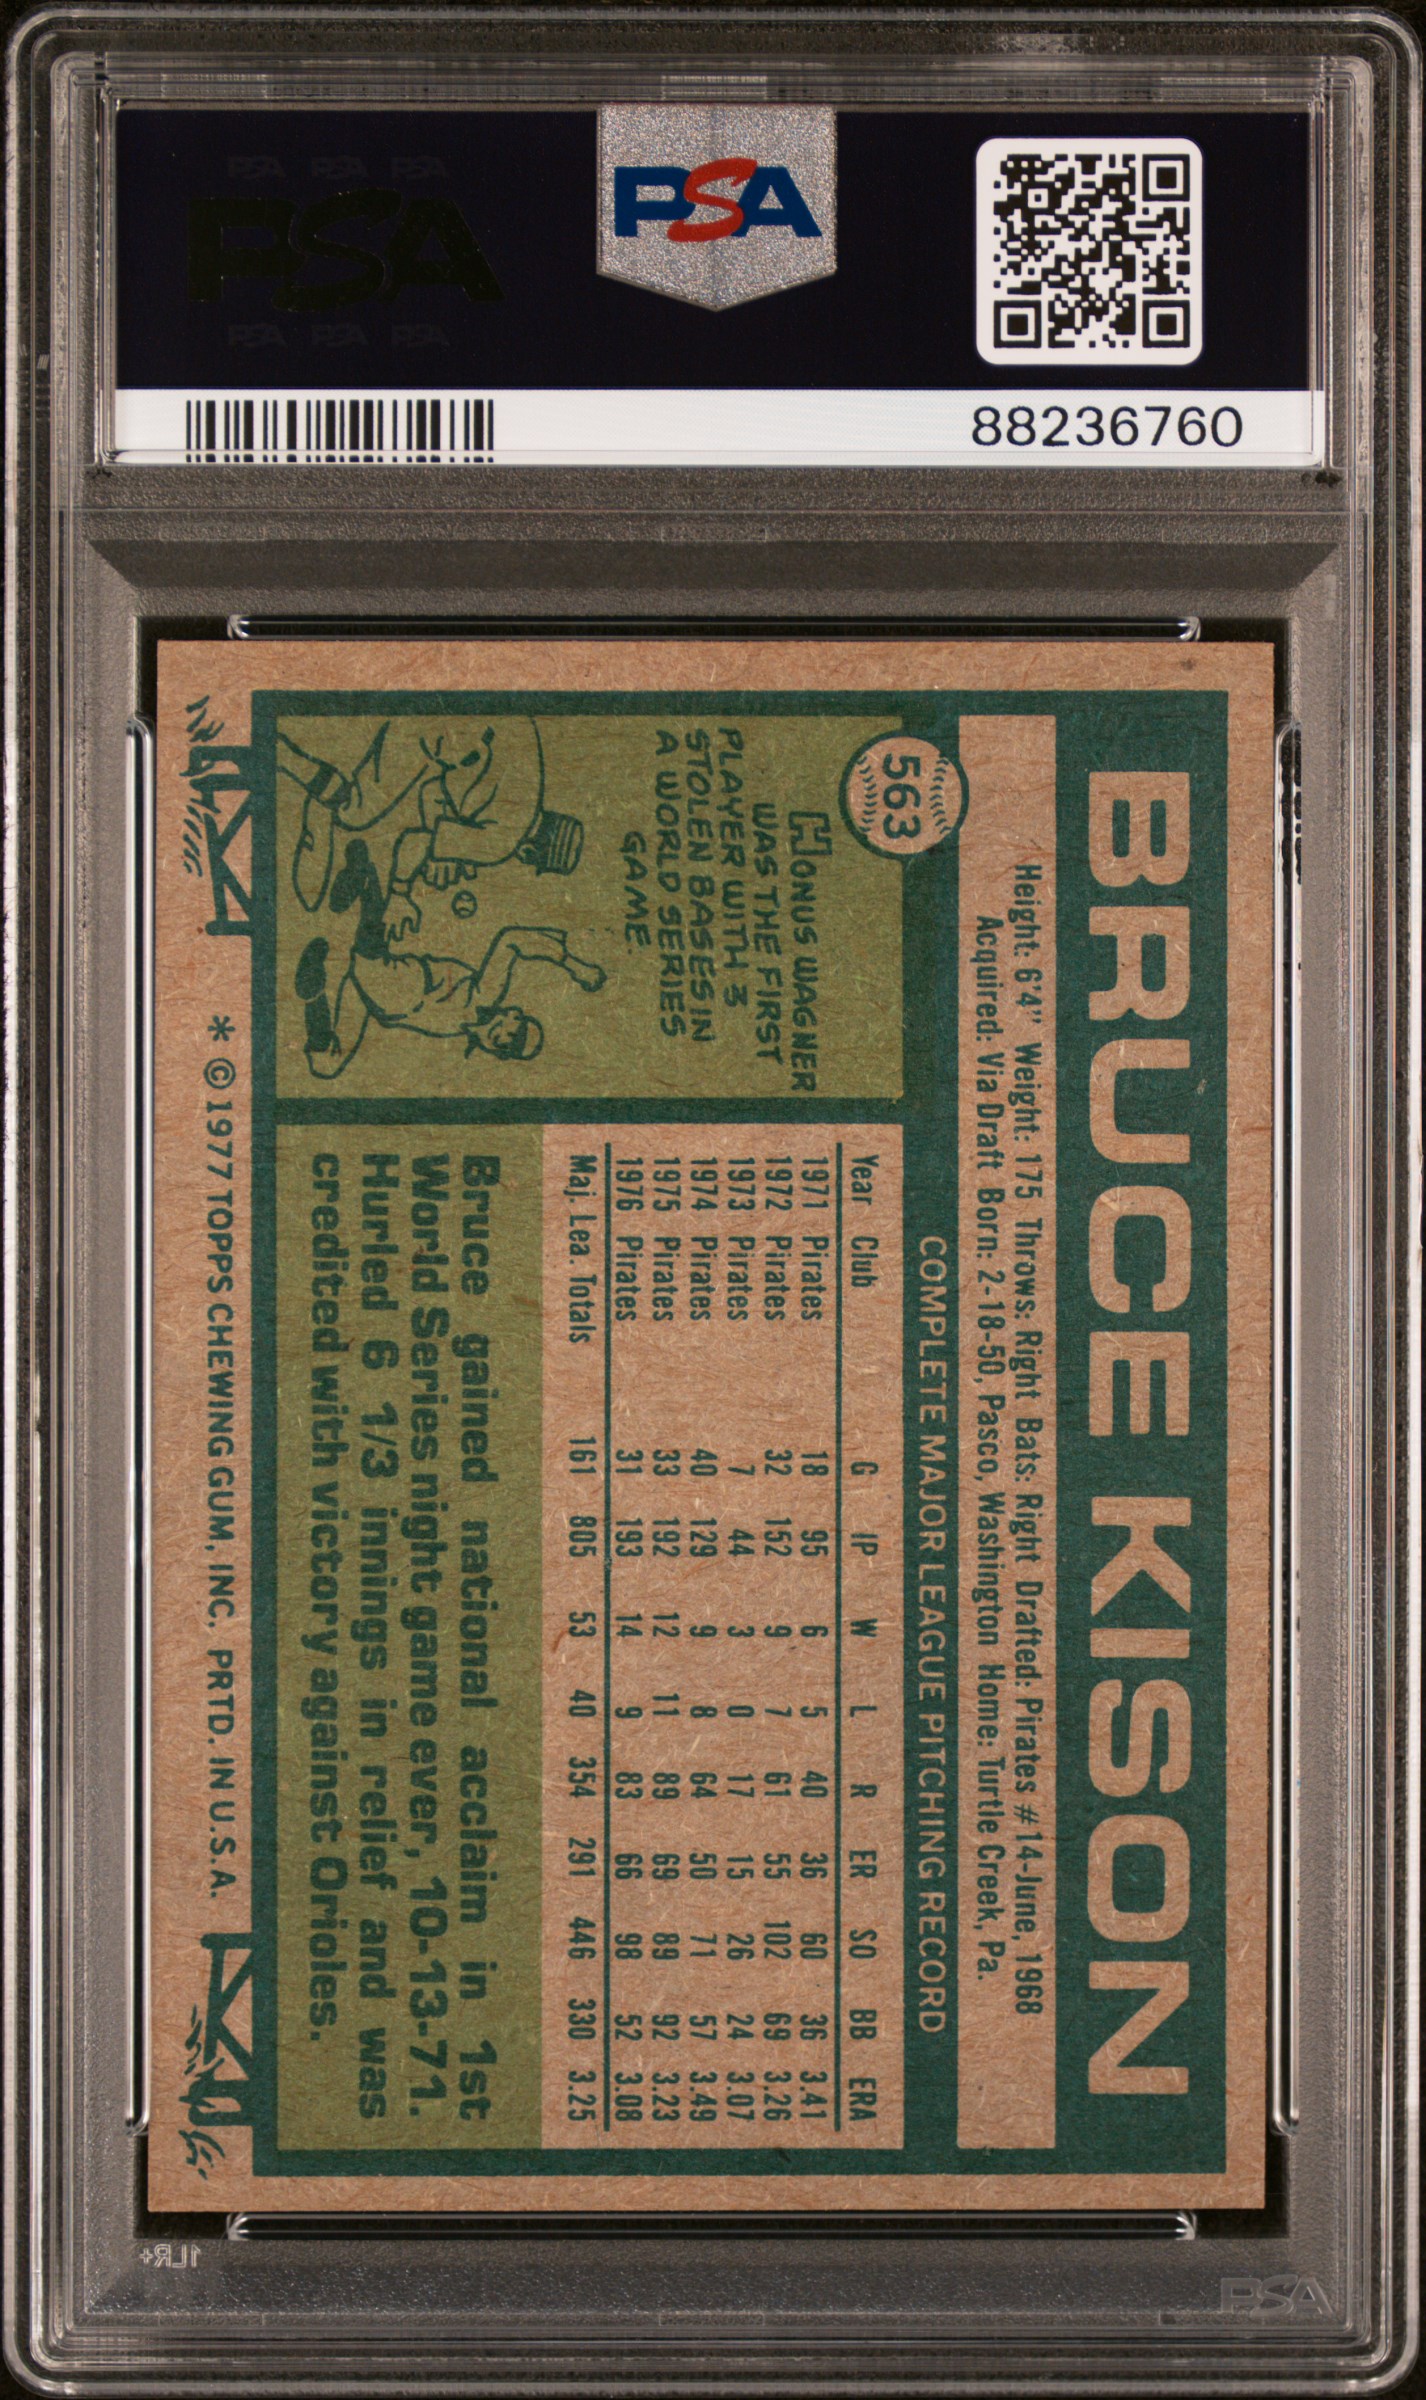 PSA PSA PSA
PSA
PSA PSA PSA
PSA
88236760
BRUCE KISON
Height: 6'4" Weight: 175 Throws: Right Bats: Right Drafted: Pirates #14-June, 1968
Acquired: Via Draft Born: 2-18-50, Pasco, Washington Home: Turtle Creek, Pa.
563
COMPLETE MAJOR LEAGUE PITCHING RECORD
HONUS WAGNER
WAS THE FIRST
PLAYER WITH 3
STOLEN BASES IN
A WORLD SERIES
GAME.
Year Club G IP W L R ER SO BB ERA
1971 Pirates 18 95 6 5 40 36 60 36 3.41
1972 Pirates 32 152 9 7 61 55 102 69 3.26
1973 Pirates 7 44 3 0 17 15 26 24 3.07
1974 Pirates 40 129 9 8 64 50 71 57 3.49
1975 Pirates 33 192 12 11 89 69 89 92 3.23
1976 Pirates 31 193 14 9 83 66 98 52 3.08
Maj. Lea. Totals 161 805 53 40 354 291 446 330 3.25
Bruce gained national acclaim in 1st
World Series night game ever, 10-13-71.
Hurled 6 1/3 innings in relief and was
credited with victory against Orioles.
* © 1977 TOPPS CHEWING GUM, INC. PRTD. IN U.S.A.
1LR+
PSA